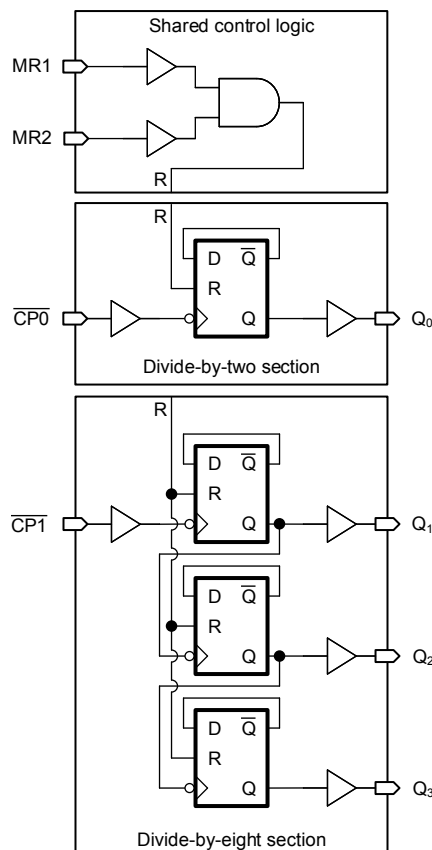 Shared control logic
MR1
MR2
R
R
D Q̅
R
C̅P̅0̅ Q Q₀
Divide-by-two section
R
D Q̅
R
C̅P̅1̅ Q Q₁
D Q̅
R
Q Q₂
D Q̅
R
Q Q₃
Divide-by-eight section